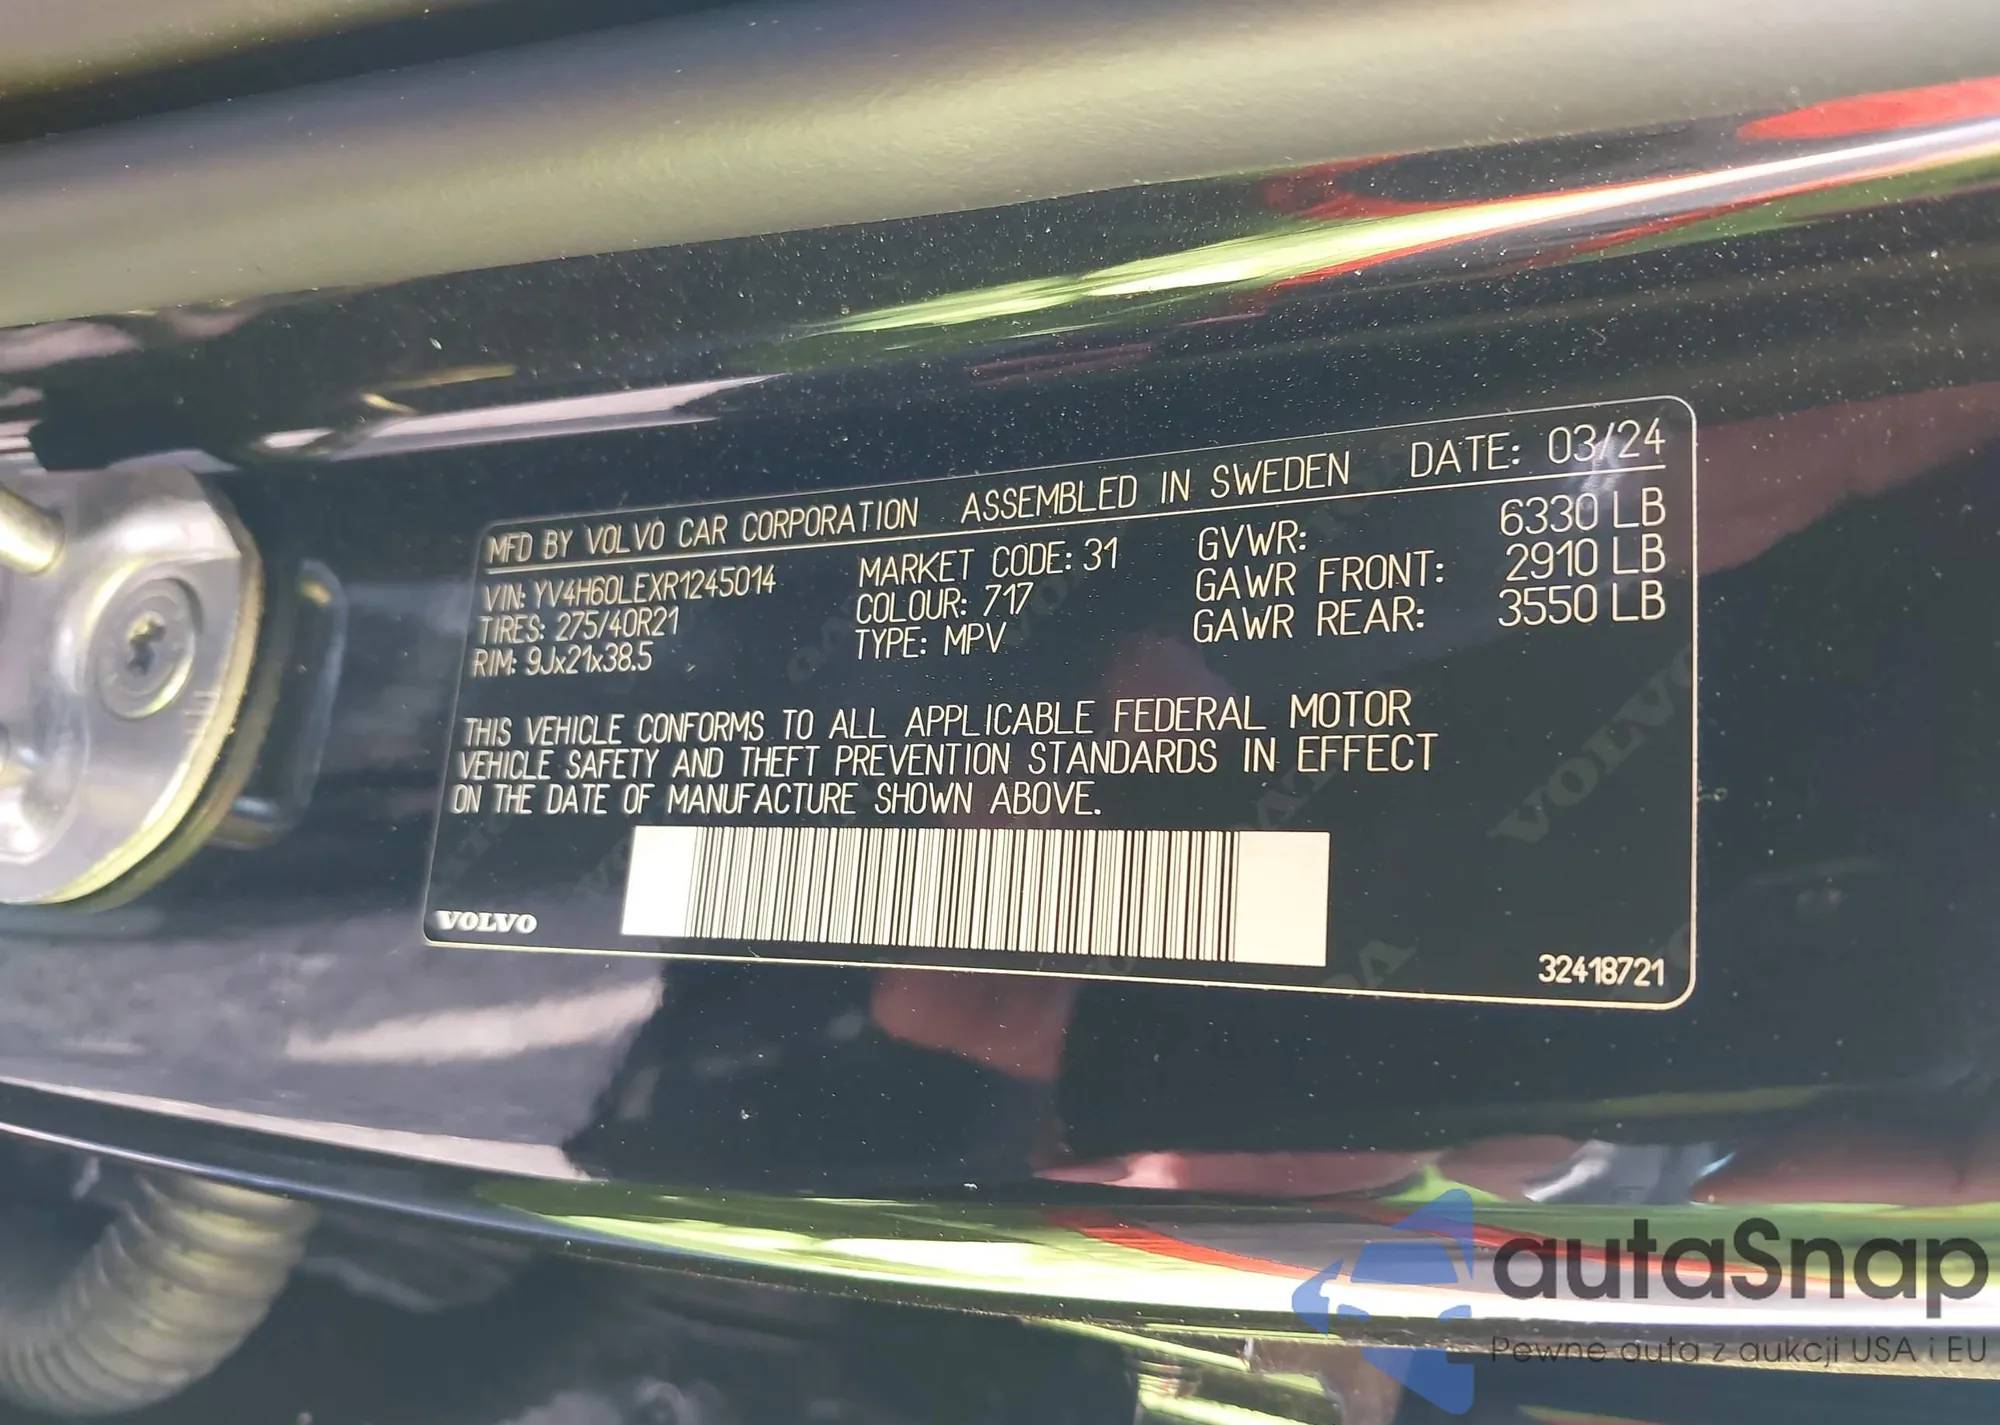 MFD BY VOLVO CAR CORPORATION ASSEMBLED IN SWEDEN DATE: 03/24
VIN: YV4H60LEXR1245014 MARKET CODE: 31 GVWR: 6330 LB
TIRES: 275/40R21 COLOUR: 717 GAWR FRONT: 2910 LB
RIM: 9Jx21x38.5 TYPE: MPV GAWR REAR: 3550 LB
THIS VEHICLE CONFORMS TO ALL APPLICABLE FEDERAL MOTOR
VEHICLE SAFETY AND THEFT PREVENTION STANDARDS IN EFFECT
ON THE DATE OF MANUFACTURE SHOWN ABOVE.
VOLVO
32418721
autaSnap
Pewne auta z aukcji USA i EU